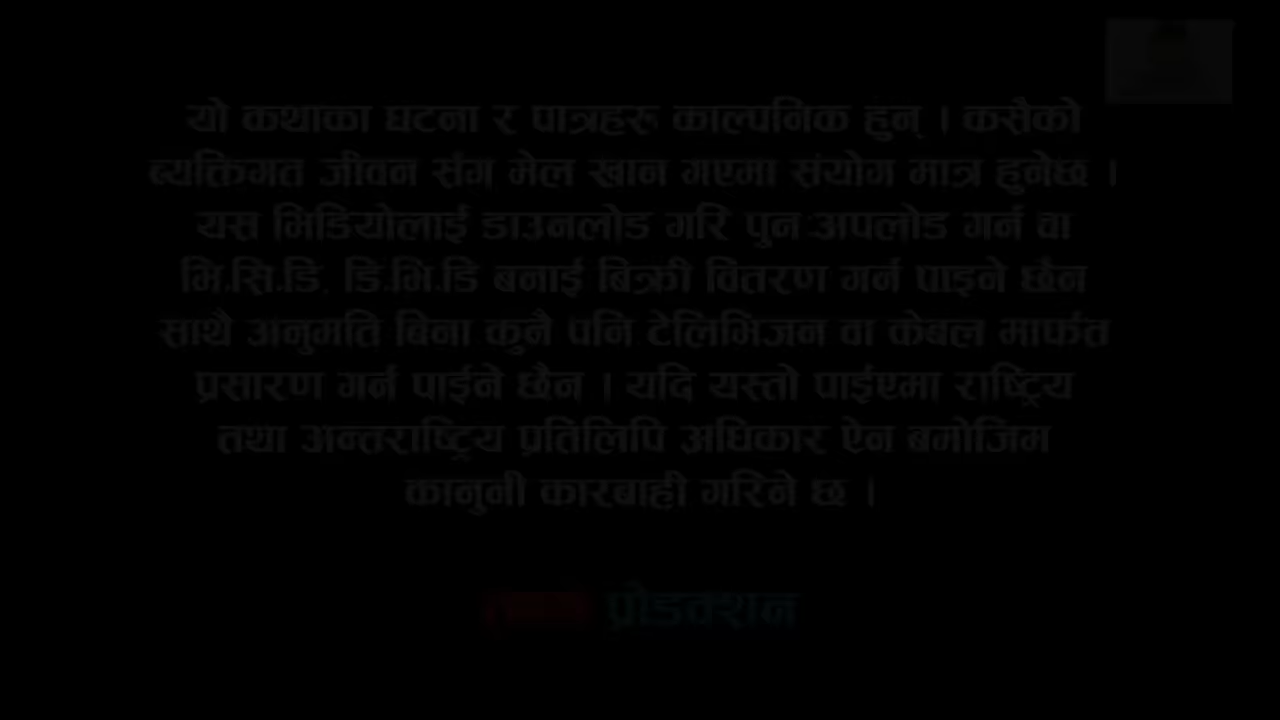 यो कथाका घटना र पात्रहरु काल्पनिक हुन् । कसैको
ब्यक्तिगत जीवन सँग मेल खान गएमा संयोग मात्र हुनेछ ।
यस भिडियोलाई डाउनलोड गरि पुन:अपलोड गर्न वा
भि.सि.डि. डि.भि.डि बनाई बिक्री वितरण गर्न पाइने छैन
साथै अनुमति बिना कुनै पनि टेलिभिजन वा केबल मार्फत
प्रसारण गर्न पाईने छैन । यदि यस्तो पाईएमा राष्ट्रिय
तथा अन्तराष्ट्रिय प्रतिलिपि अधिकार ऐन बमोजिम
कानुनी कारबाही गरिने छ ।
प्रोडक्शन